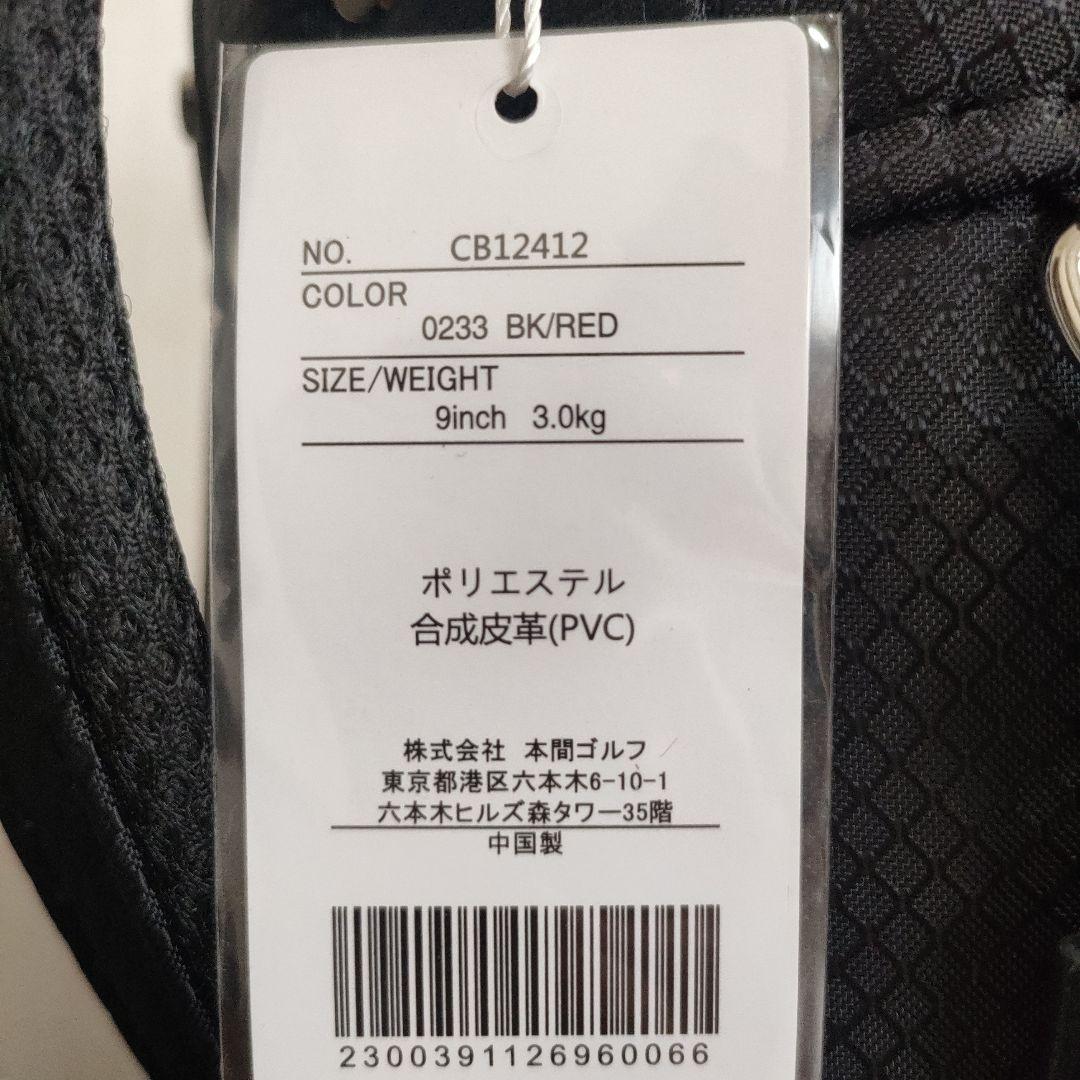 NO. CB12412
COLOR
0233 BK/RED
SIZE/WEIGHT
9inch 3.0kg
ポリエステル
合成皮革(PVC)
株式会社 本間ゴルフ
東京都港区六本木6-10-1
六本木ヒルズ森タワー35階
中国製
2300391126960066